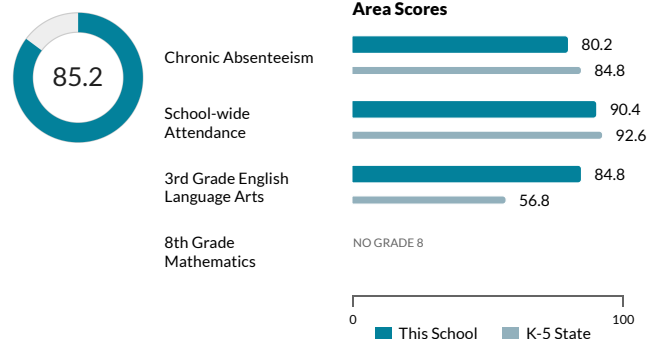 Area Scores
85.2
Chronic Absenteeism
80.2
84.8
School-wide
Attendance
90.4
92.6
3rd Grade English
Language Arts
84.8
56.8
8th Grade
Mathematics
NO GRADE 8
0
100
This School
K-5 State